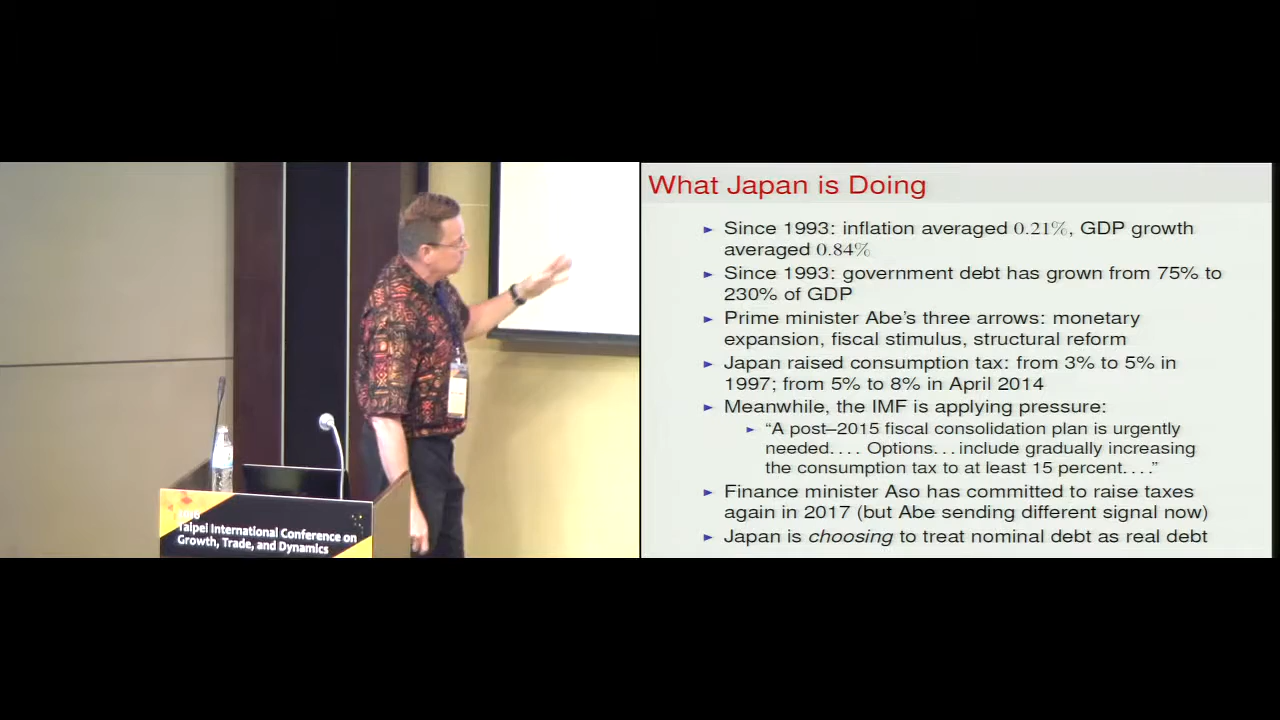 What Japan is Doing
► Since 1993: inflation averaged 0.21%, GDP growth
averaged 0.84%
► Since 1993: government debt has grown from 75% to
230% of GDP
► Prime minister Abe's three arrows: monetary
expansion, fiscal stimulus, structural reform
► Japan raised consumption tax: from 3% to 5% in
1997; from 5% to 8% in April 2014
► Meanwhile, the IMF is applying pressure:
► “A post–2015 fiscal consolidation plan is urgently
needed.... Options...include gradually increasing
the consumption tax to at least 15 percent....”
► Finance minister Aso has committed to raise taxes
again in 2017 (but Abe sending different signal now)
► Japan is choosing to treat nominal debt as real debt
Taipei International Conference on
Growth, Trade, and Dynamics